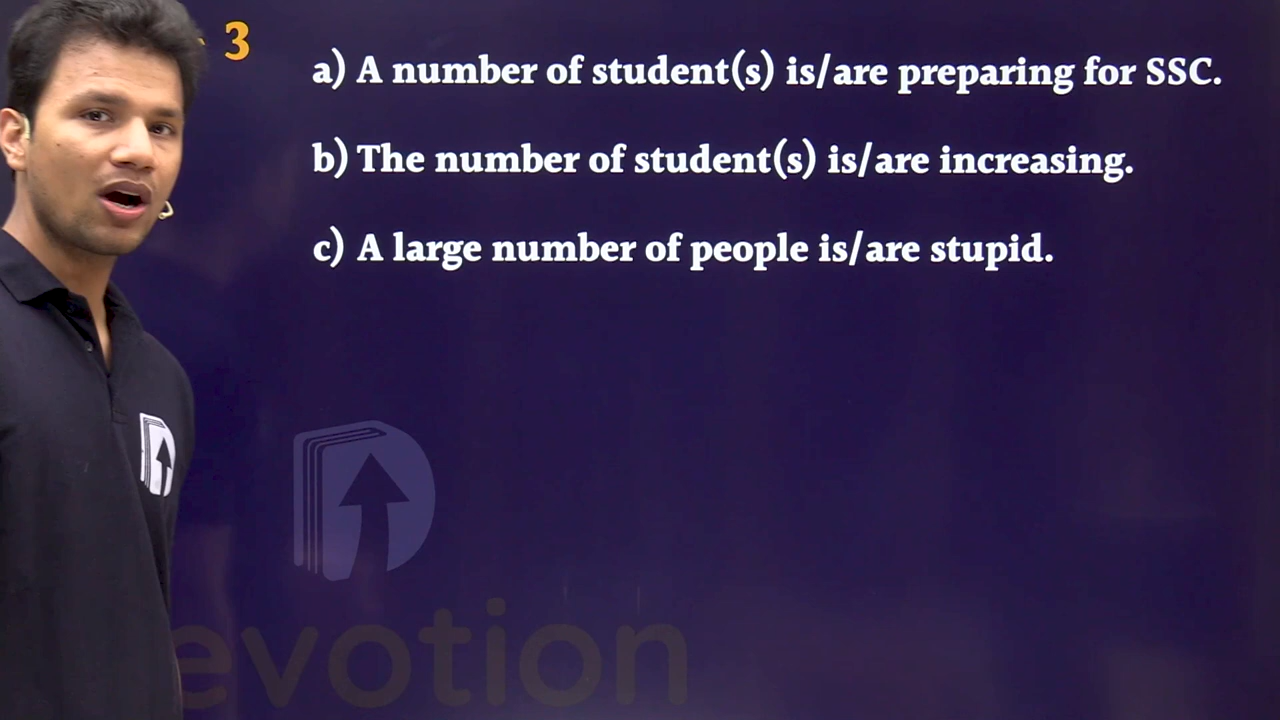 3
a) A number of student(s) is/are preparing for SSC.
b) The number of student(s) is/are increasing.
c) A large number of people is/are stupid.
evotion